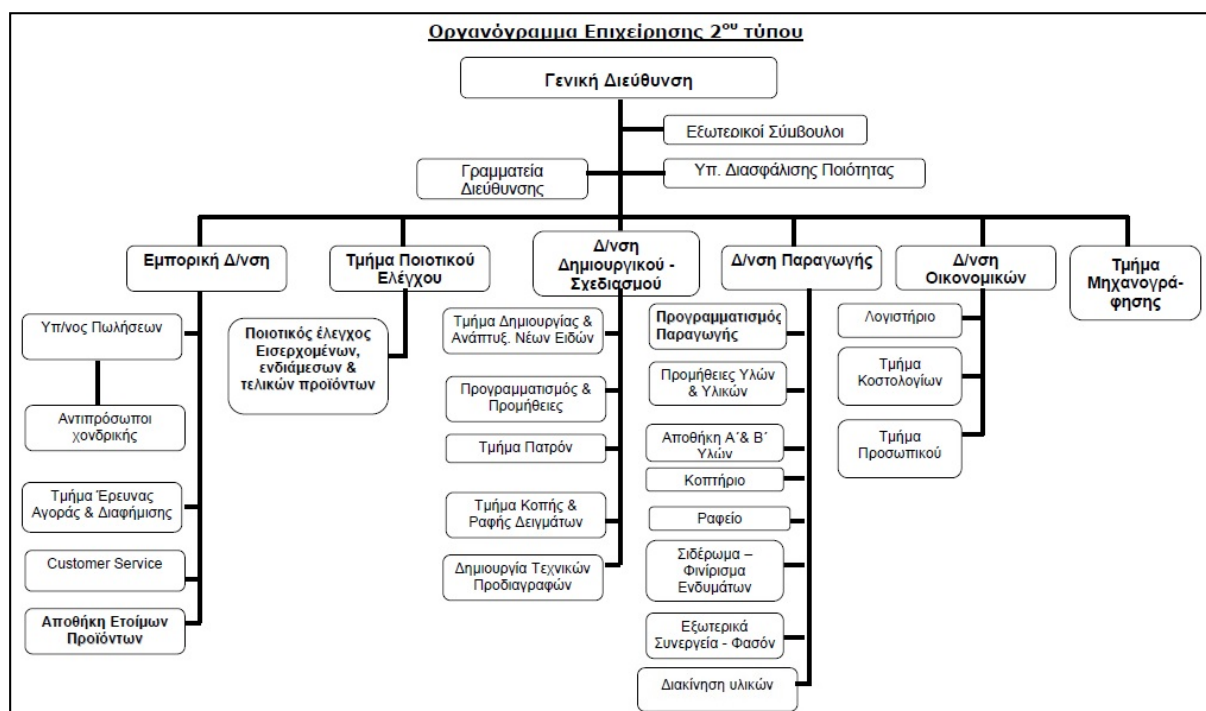 Οργανόγραμμα Επιχείρησης 2ου τύπου
Γενική Διεύθυνση
Εξωτερικοί Σύμβουλοι
Γραμματεία
Διεύθυνσης
Υπ. Διασφάλισης Ποιότητας
Εμπορική Δ/νση
Τμήμα Ποιοτικού
Ελέγχου
Δ/νση
Δημιουργικού -
Σχεδιασμού
Δ/νση Παραγωγής
Δ/νση
Οικονομικών
Τμήμα
Μηχανογρά-
φησης
Υπ/νος Πωλήσεων
Αντιπρόσωποι
χονδρικής
Τμήμα Έρευνας
Αγοράς & Διαφήμισης
Customer Service
Αποθήκη Ετοίμων
Προϊόντων
Ποιοτικός έλεγχος
Εισερχομένων,
ενδιάμεσων &
τελικών προϊόντων
Τμήμα Δημιουργίας &
Ανάπτυξ. Νέων Ειδών
Προγραμματισμός &
Προμήθειες
Τμήμα Πατρόν
Τμήμα Κοπής &
Ραφής Δειγμάτων
Δημιουργία Τεχνικών
Προδιαγραφών
Προγραμματισμός
Παραγωγής
Προμήθειες Υλών
& Υλικών
Αποθήκη Α΄& Β΄
Υλών
Κοπτήριο
Ραφείο
Σιδέρωμα –
Φινίρισμα
Ενδυμάτων
Εξωτερικά
Συνεργεία - Φασόν
Διακίνηση υλικών
Λογιστήριο
Τμήμα
Κοστολογίων
Τμήμα
Προσωπικού